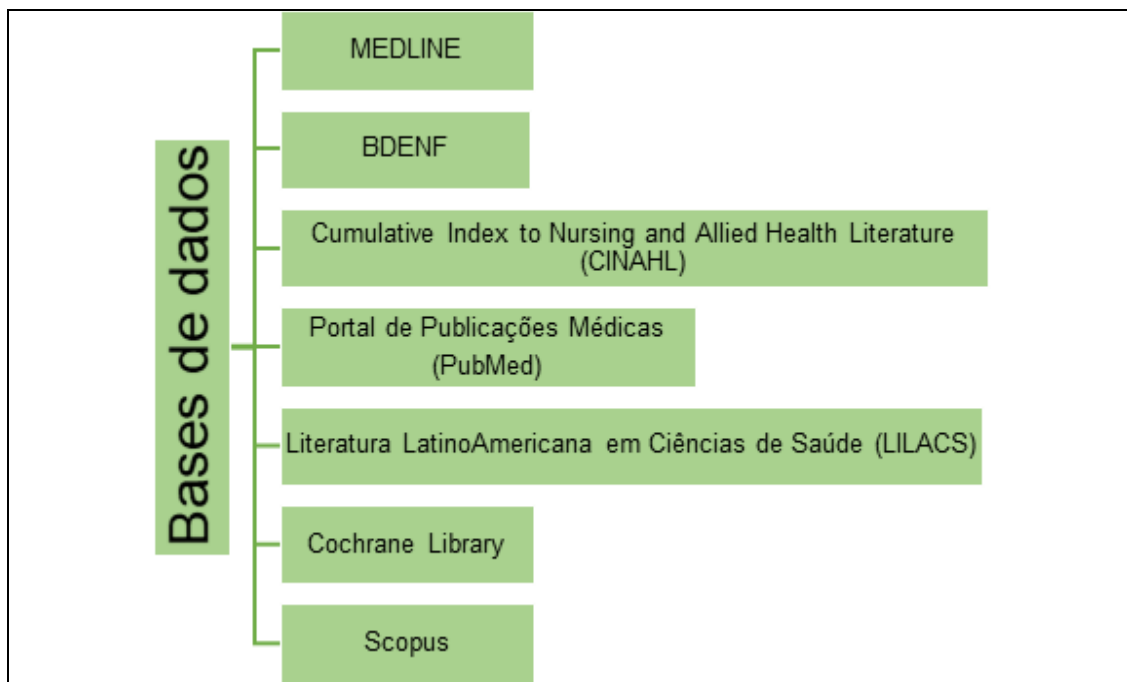 Bases de dados
MEDLINE
BDENF
Cumulative Index to Nursing and Allied Health Literature
(CINAHL)
Portal de Publicações Médicas
(PubMed)
Literatura LatinoAmericana em Ciências de Saúde (LILACS)
Cochrane Library
Scopus